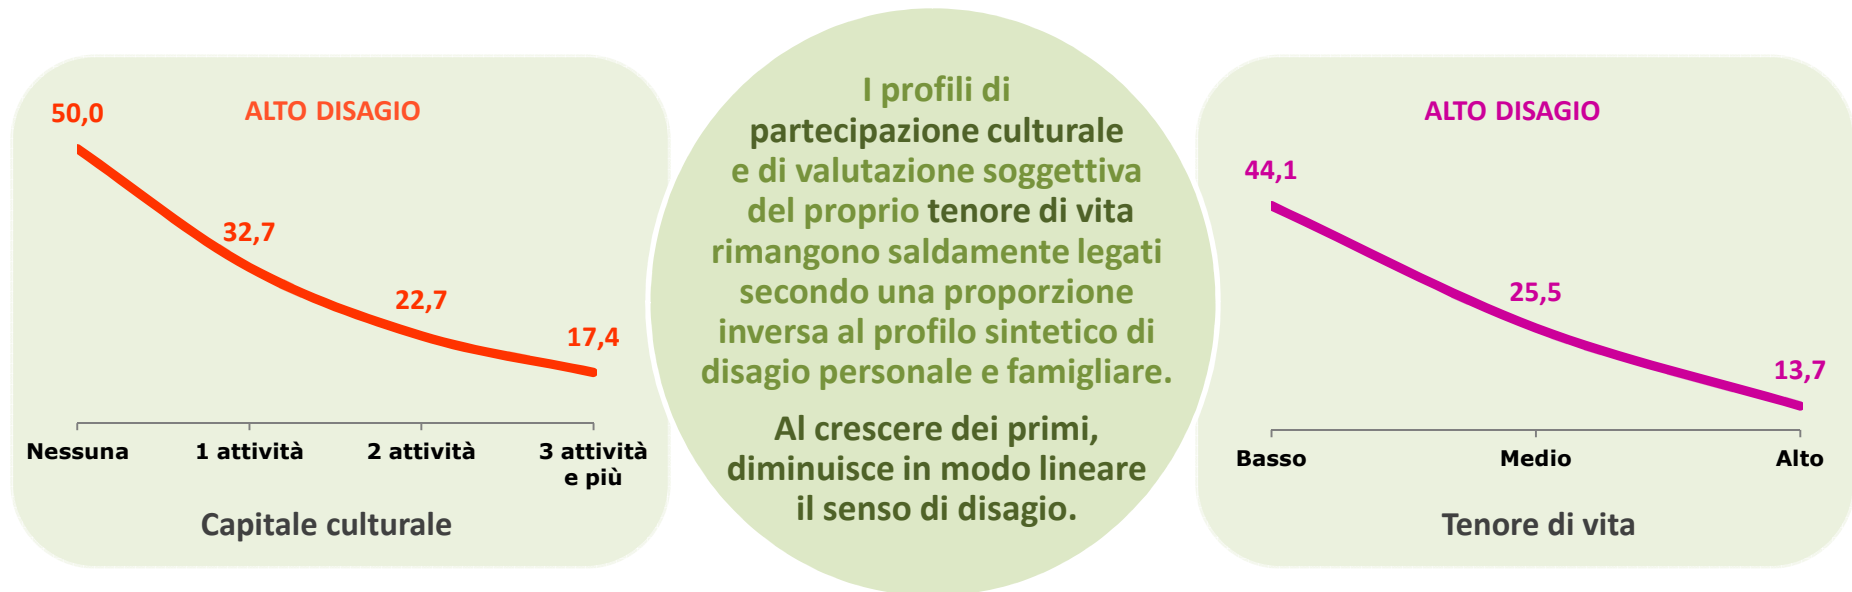 ALTO DISAGIO
50,0
32,7
22,7
17,4
Nessuna
1 attività
2 attività
3 attività
e più
Capitale culturale
I profili di
partecipazione culturale
e di valutazione soggettiva
del proprio tenore di vita
rimangono saldamente legati
secondo una proporzione
inversa al profilo sintetico di
disagio personale e famigliare.
Al crescere dei primi,
diminuisce in modo lineare
il senso di disagio.
ALTO DISAGIO
44,1
25,5
13,7
Basso
Medio
Alto
Tenore di vita